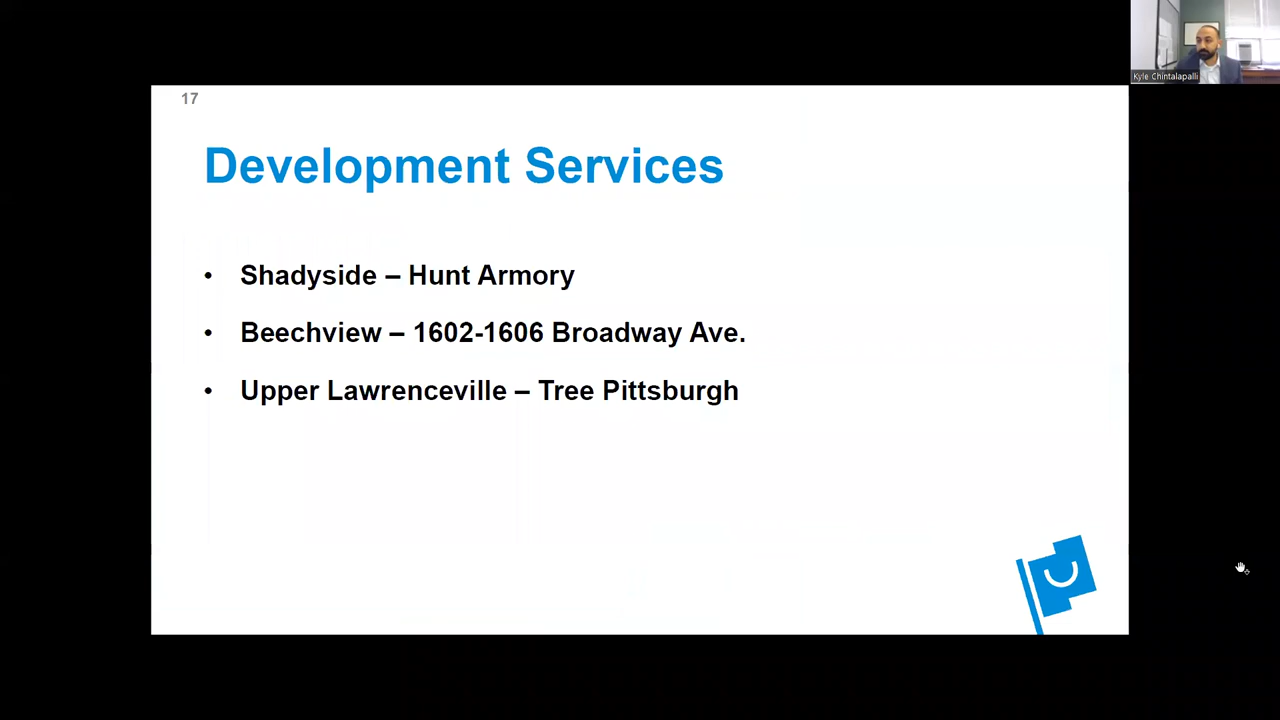 Kyle Chintalapalli
17
Development Services
• Shadyside – Hunt Armory
• Beechview – 1602-1606 Broadway Ave.
• Upper Lawrenceville – Tree Pittsburgh